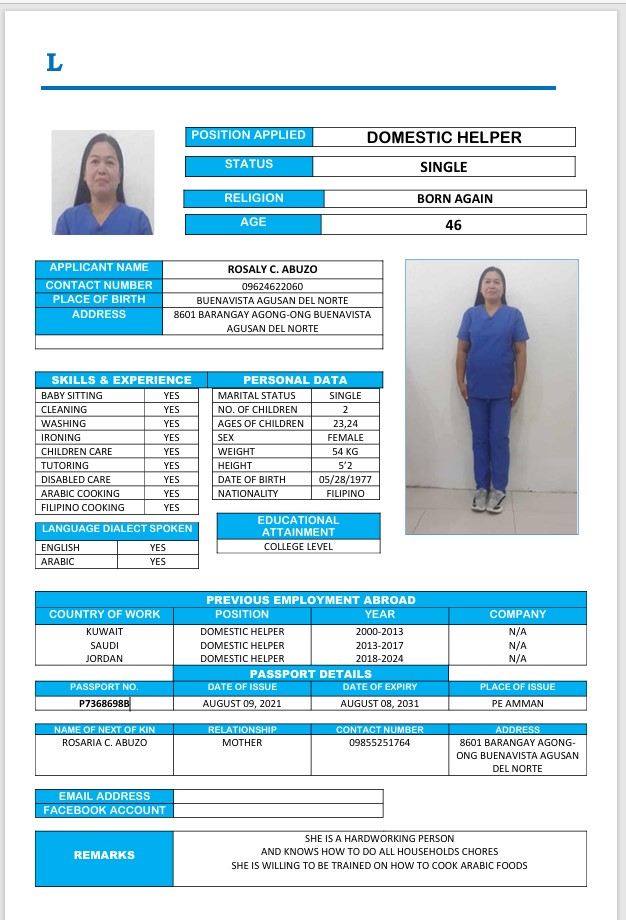 L
POSITION APPLIED DOMESTIC HELPER
STATUS SINGLE
RELIGION BORN AGAIN
AGE 46
APPLICANT NAME ROSALY C. ABUZO
CONTACT NUMBER 09624622060
PLACE OF BIRTH BUENAVISTA AGUSAN DEL NORTE
ADDRESS 8601 BARANGAY AGONG-ONG BUENAVISTA
AGUSAN DEL NORTE
SKILLS & EXPERIENCE
BABY SITTING YES
CLEANING YES
WASHING YES
IRONING YES
CHILDREN CARE YES
TUTORING YES
DISABLED CARE YES
ARABIC COOKING YES
FILIPINO COOKING YES
LANGUAGE DIALECT SPOKEN
ENGLISH YES
ARABIC YES
PERSONAL DATA
MARITAL STATUS SINGLE
NO. OF CHILDREN 2
AGES OF CHILDREN 23,24
SEX FEMALE
WEIGHT 54 KG
HEIGHT 5'2
DATE OF BIRTH 05/28/1977
NATIONALITY FILIPINO
EDUCATIONAL
ATTAINMENT
COLLEGE LEVEL
PREVIOUS EMPLOYMENT ABROAD
COUNTRY OF WORK POSITION YEAR COMPANY
KUWAIT DOMESTIC HELPER 2000-2013 N/A
SAUDI DOMESTIC HELPER 2013-2017 N/A
JORDAN DOMESTIC HELPER 2018-2024 N/A
PASSPORT DETAILS
PASSPORT NO. DATE OF ISSUE DATE OF EXPIRY PLACE OF ISSUE
P7368698B AUGUST 09, 2021 AUGUST 08, 2031 PE AMMAN
NAME OF NEXT OF KIN RELATIONSHIP CONTACT NUMBER ADDRESS
ROSARIA C. ABUZO MOTHER 09855251764 8601 BARANGAY AGONG-
ONG BUENAVISTA AGUSAN
DEL NORTE
EMAIL ADDRESS
FACEBOOK ACCOUNT
REMARKS
SHE IS A HARDWORKING PERSON
AND KNOWS HOW TO DO ALL HOUSEHOLDS CHORES
SHE IS WILLING TO BE TRAINED ON HOW TO COOK ARABIC FOODS